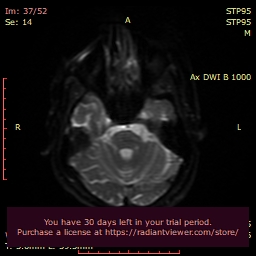 Im: 37/52
Se: 14
STP95
STP95
M
A
Ax DWI B 1000
R
L
You have 30 days left in your trial period.
Purchase a license at https://radiantviewer.com/store/